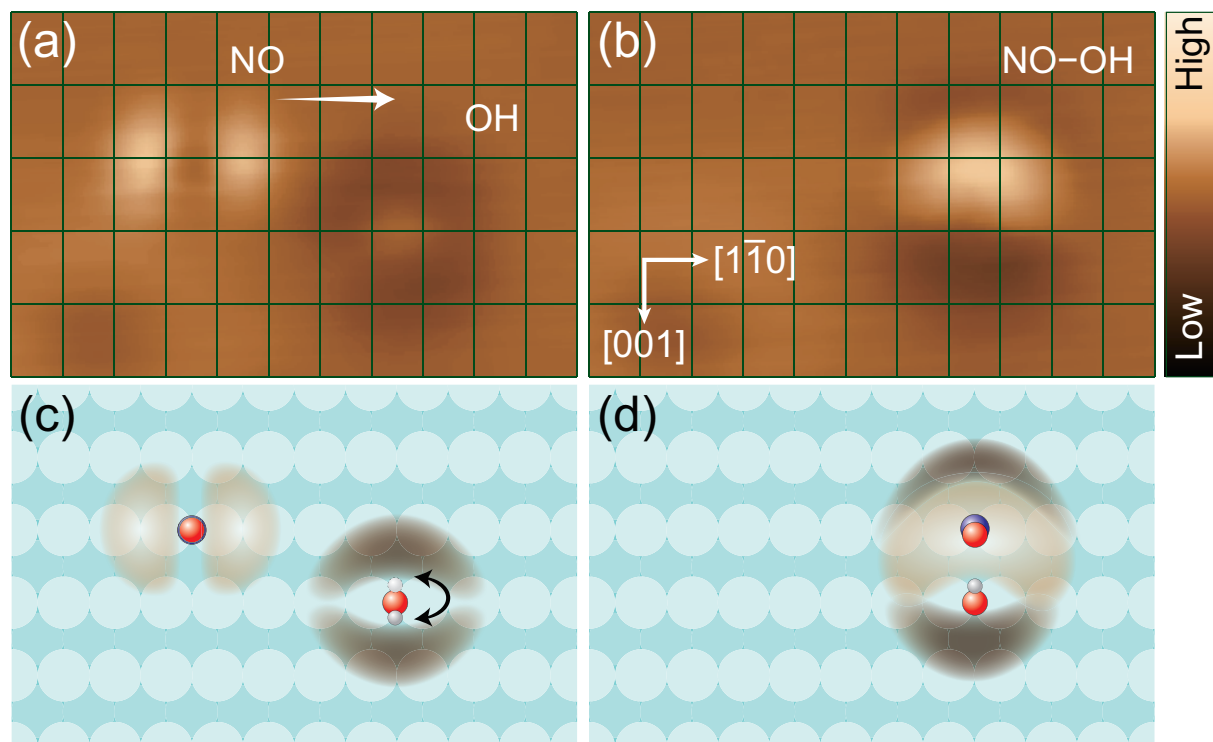 (a)
NO
OH
(b)
NO−OH
[11̅0]
[001]
High
Low
(c)
(d)